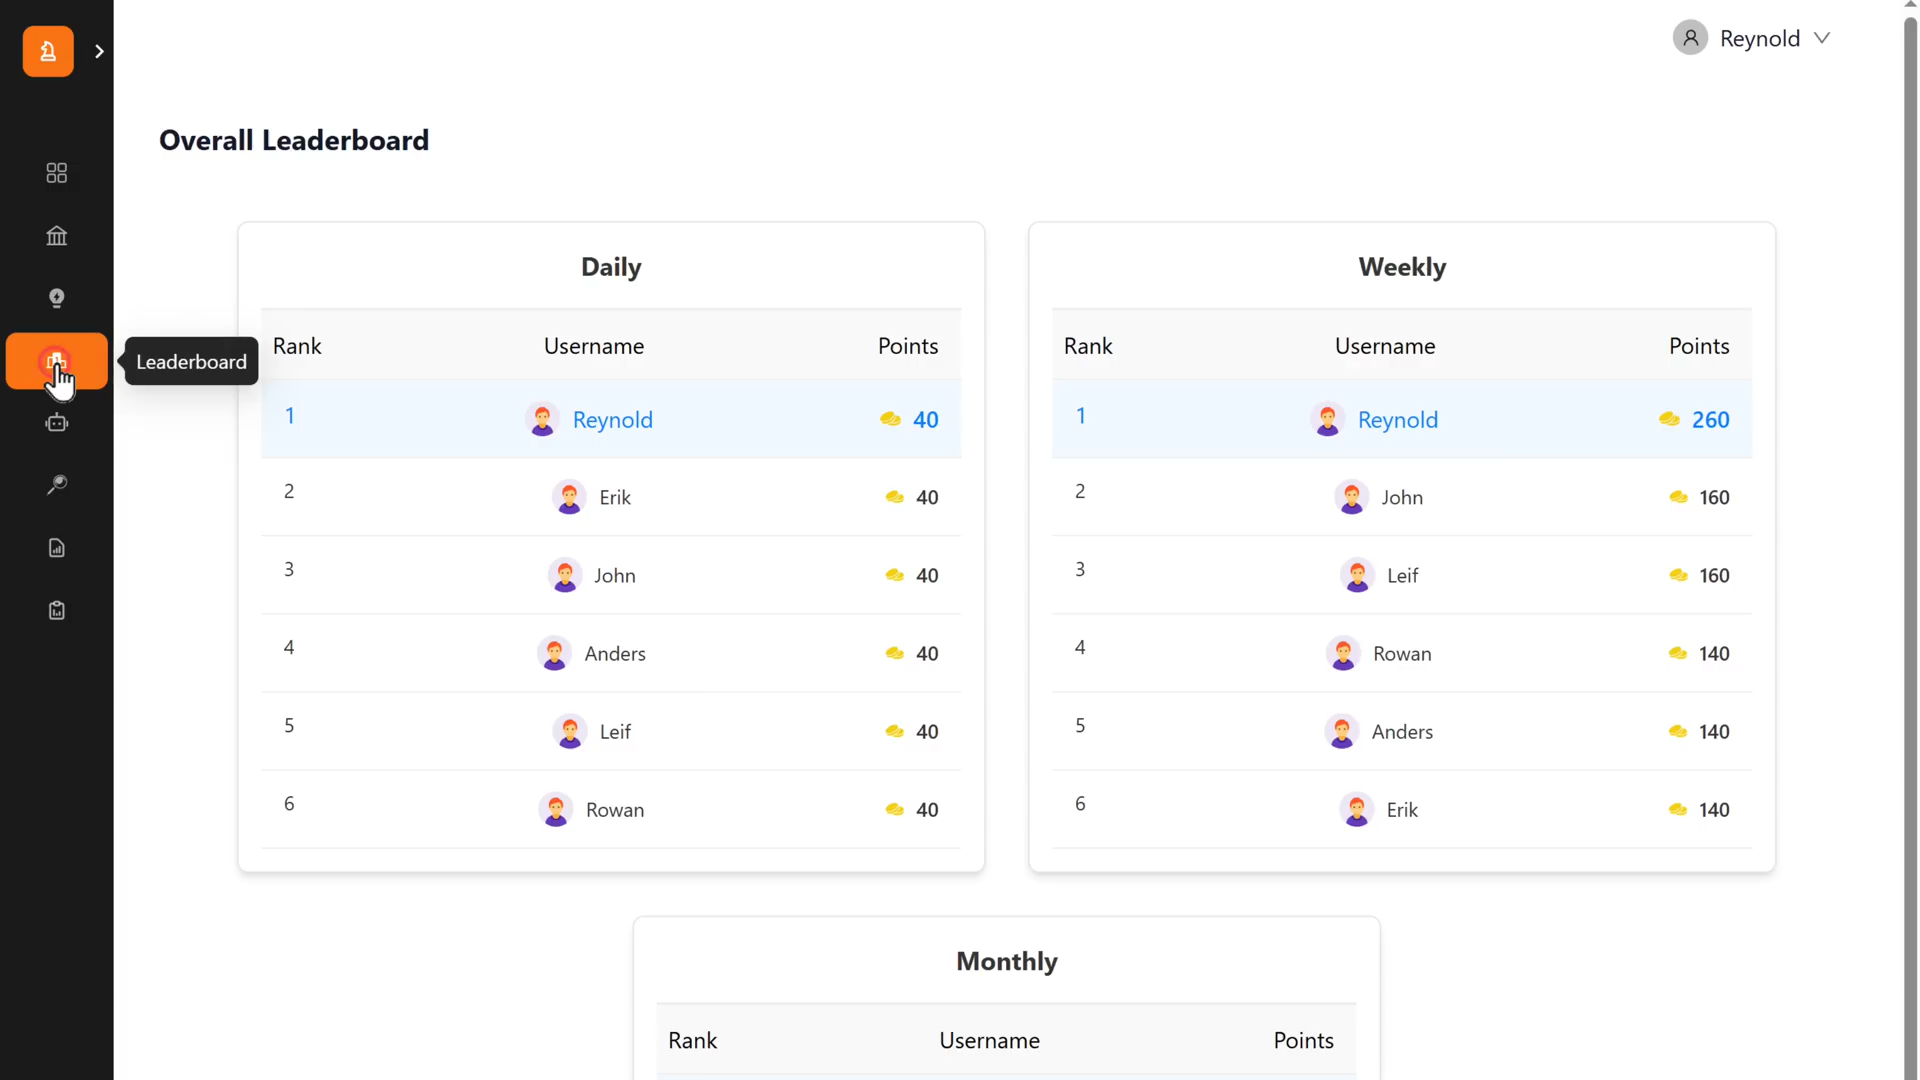 Reynold
Overall Leaderboard
Daily
Rank Username Points
1 Reynold 40
2 Erik 40
3 John 40
4 Anders 40
5 Leif 40
6 Rowan 40
Weekly
Rank Username Points
1 Reynold 260
2 John 160
3 Leif 160
4 Rowan 140
5 Anders 140
6 Erik 140
Leaderboard
Monthly
Rank Username Points